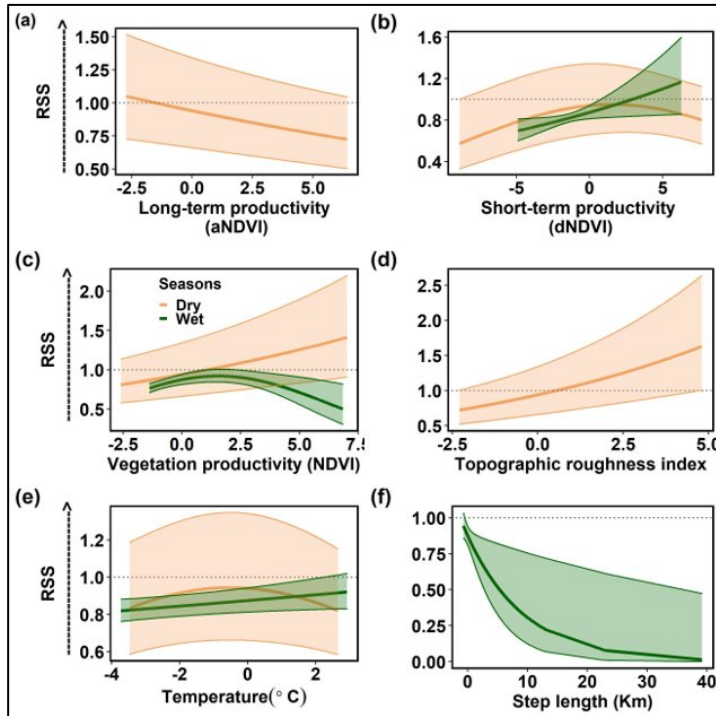 (a)
RSS
1.50
1.25
1.00
0.75
0.50
-2.5 0.0 2.5 5.0
Long-term productivity
(aNDVI)
(b)
1.6
1.2
0.8
0.4
-5 0 5
Short-term productivity
(dNDVI)
(c)
RSS
2.0
1.5
1.0
0.5
Seasons
Dry
Wet
-2.5 0.0 2.5 5.0 7.5
Vegetation productivity (NDVI)
(d)
2.5
2.0
1.5
1.0
0.5
-2.5 0.0 2.5 5.0
Topographic roughness index
(e)
RSS
1.2
1.0
0.8
0.6
-4 -2 0 2
Temperature(° C)
(f)
1.00
0.75
0.50
0.25
0.00
0 10 20 30 40
Step length (Km)